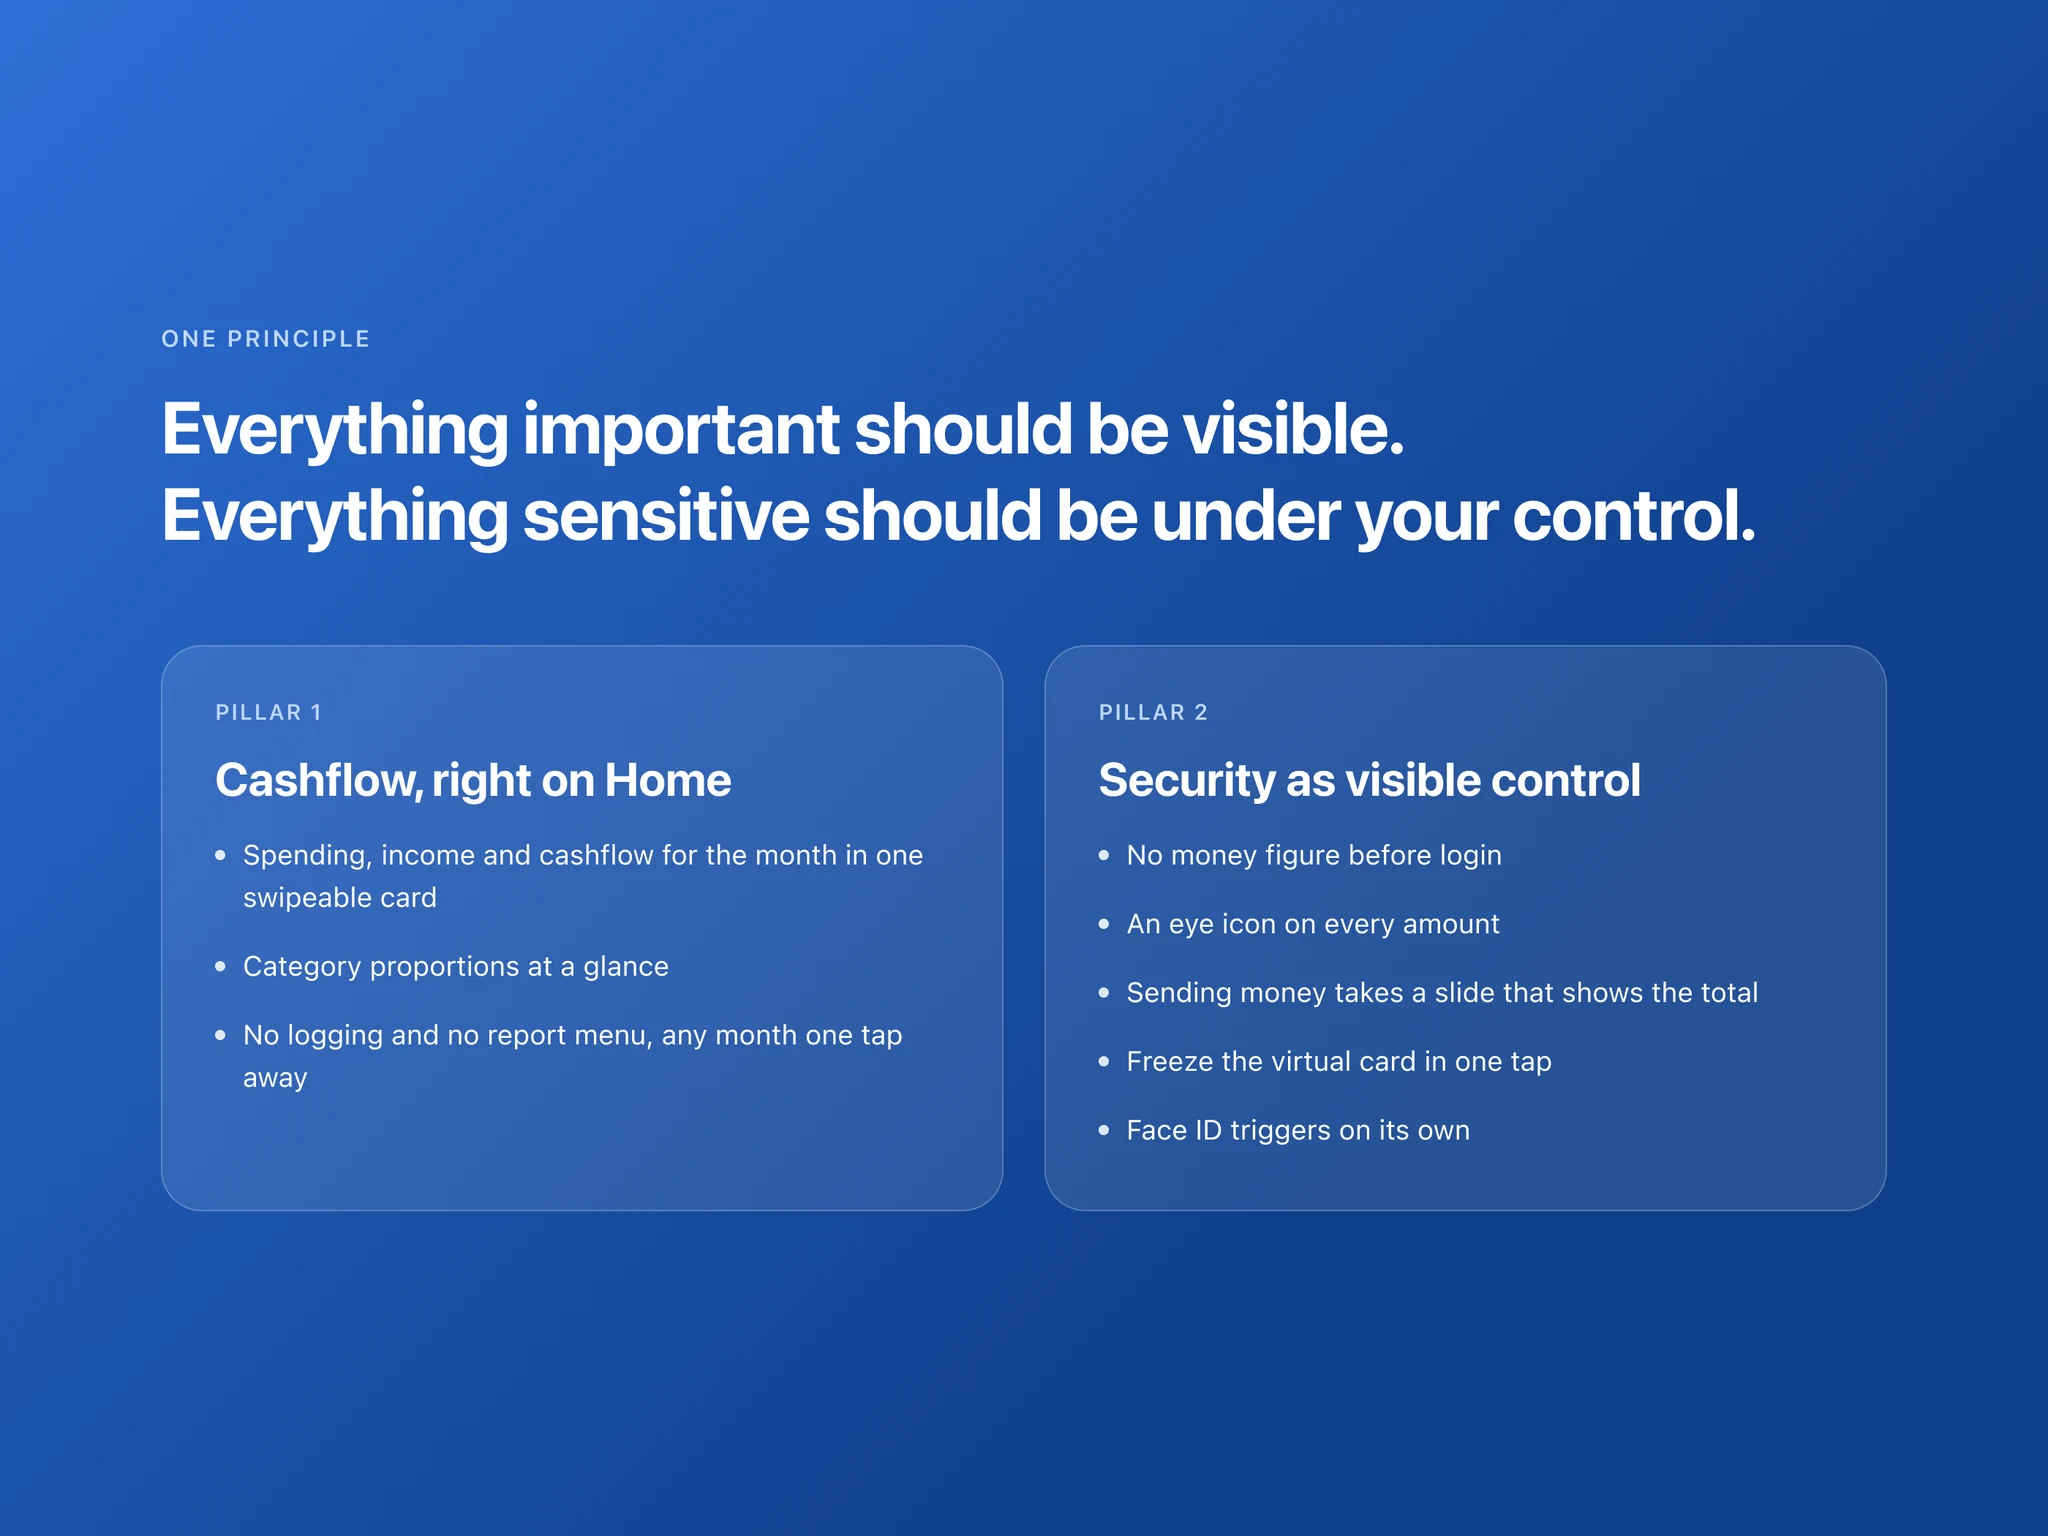 ONE PRINCIPLE
Everything important should be visible.
Everything sensitive should be under your control.
PILLAR 1
Cashflow, right on Home
• Spending, income and cashflow for the month in one
swipeable card
• Category proportions at a glance
• No logging and no report menu, any month one tap
away
PILLAR 2
Security as visible control
• No money figure before login
• An eye icon on every amount
• Sending money takes a slide that shows the total
• Freeze the virtual card in one tap
• Face ID triggers on its own